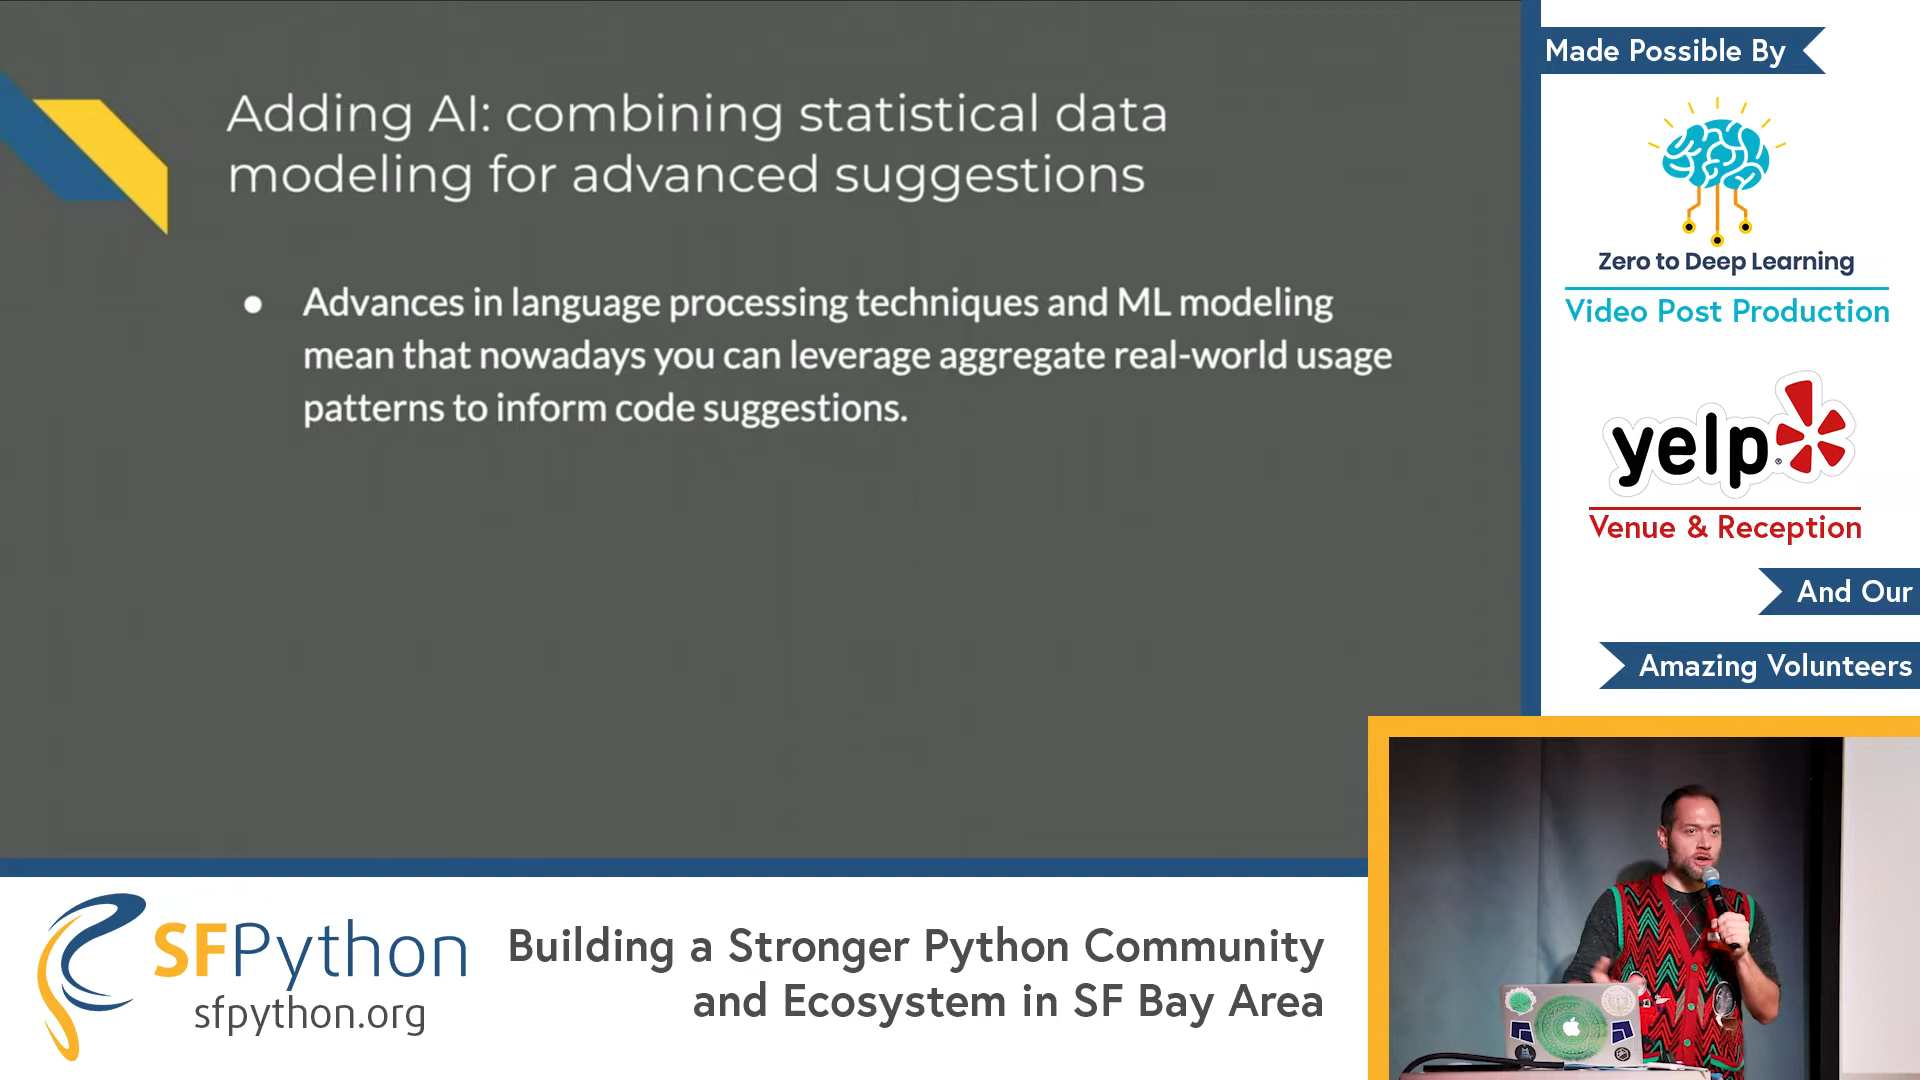 Adding AI: combining statistical data
modeling for advanced suggestions
● Advances in language processing techniques and ML modeling
mean that nowadays you can leverage aggregate real-world usage
patterns to inform code suggestions.
Made Possible By
Zero to Deep Learning
Video Post Production
yelp
Venue & Reception
And Our
Amazing Volunteers
SFPython
sfpython.org
Building a Stronger Python Community
and Ecosystem in SF Bay Area